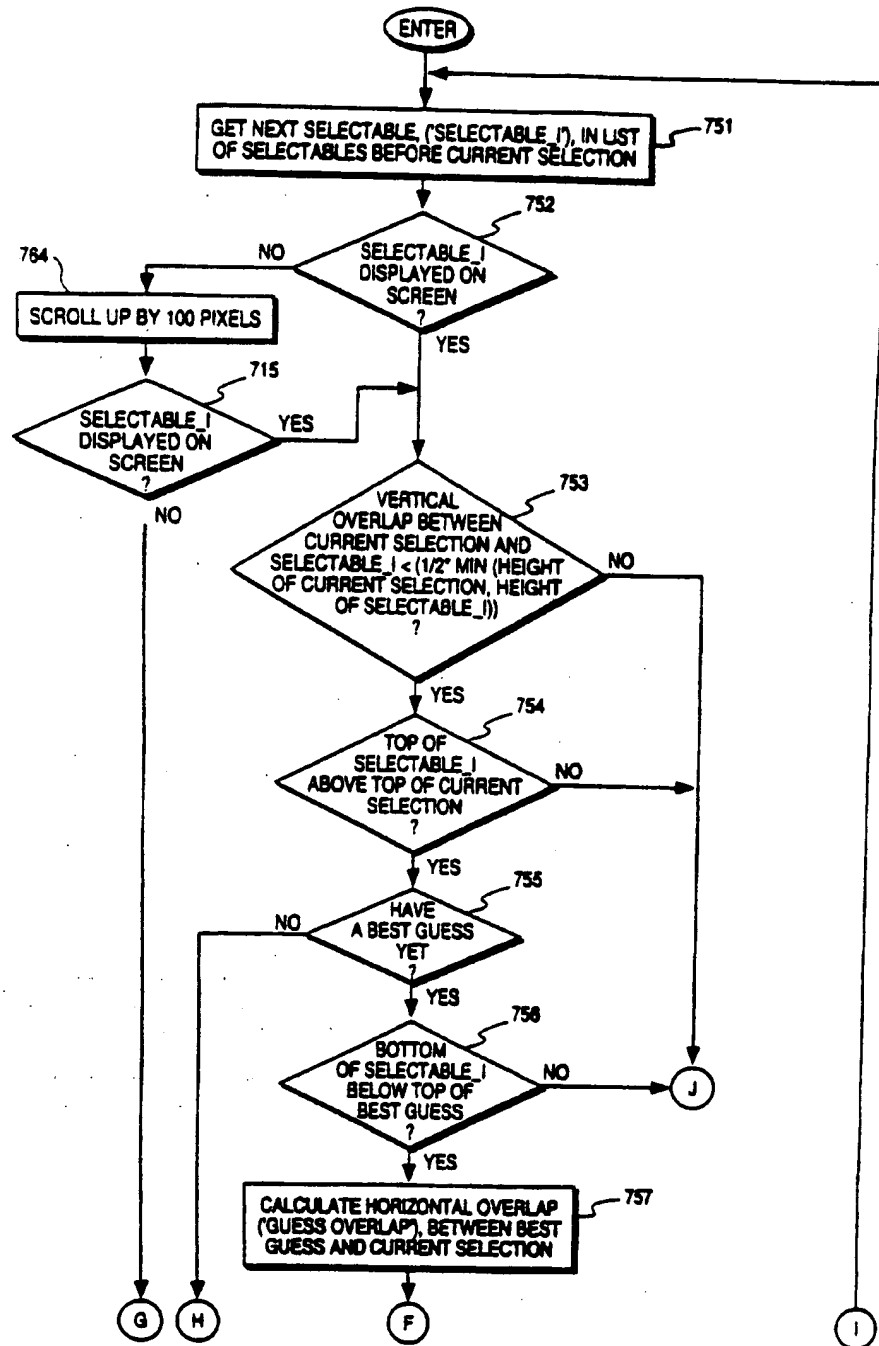 ENTER
GET NEXT SELECTABLE, ('SELECTABLE_I'), IN LIST
OF SELECTABLES BEFORE CURRENT SELECTION
751
752
SELECTABLE_I
DISPLAYED ON
SCREEN
?
NO
YES
764
SCROLL UP BY 100 PIXELS
715
SELECTABLE_I
DISPLAYED ON
SCREEN
?
YES
NO
753
VERTICAL
OVERLAP BETWEEN
CURRENT SELECTION AND
SELECTABLE_I < (1/2* MIN (HEIGHT
OF CURRENT SELECTION, HEIGHT
OF SELECTABLE_I))
?
NO
YES
754
TOP OF
SELECTABLE_I
ABOVE TOP OF CURRENT
SELECTION
?
NO
YES
755
HAVE
A BEST GUESS
YET
?
NO
YES
756
BOTTOM
OF SELECTABLE_I
BELOW TOP OF
BEST GUESS
?
NO
J
YES
CALCULATE HORIZONTAL OVERLAP
('GUESS OVERLAP'), BETWEEN BEST
GUESS AND CURRENT SELECTION
757
G
H
F
I